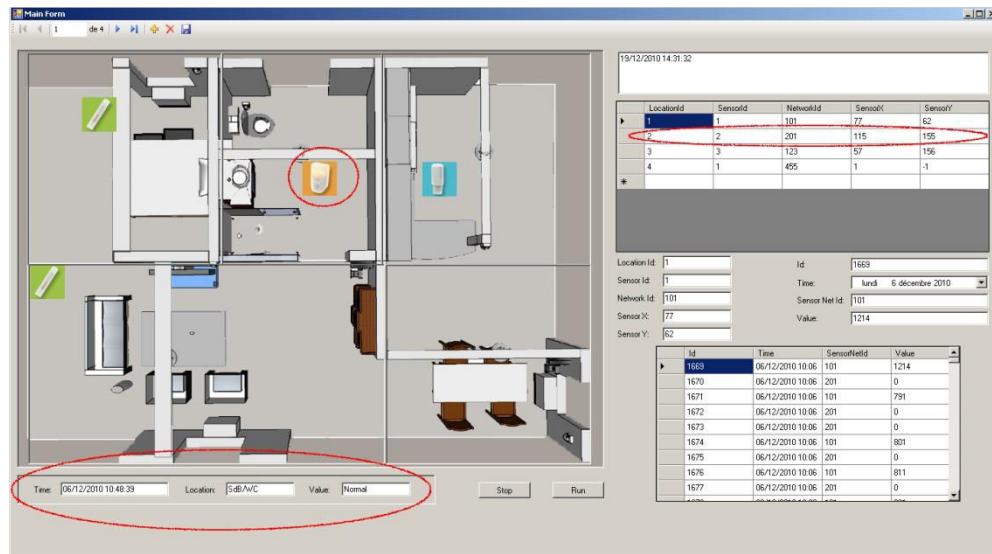 Main Form
1 de 4
19/12/2010 14:31:32
LocationId SensorId NetworkId SensorX SensorY
1 1 101 77 62
2 2 201 115 155
3 3 123 57 156
4 1 455 1 -1
Location Id: 1
Sensor Id: 1
Network Id: 101
Sensor X: 77
Sensor Y: 62
Id: 1669
Time: lundi 6 décembre 2010
Sensor Net Id: 101
Value: 1214
Id Time SensorNetId Value
1669 06/12/2010 10:06 101 1214
1670 06/12/2010 10:06 201 0
1671 06/12/2010 10:06 101 791
1672 06/12/2010 10:06 201 0
1673 06/12/2010 10:06 201 0
1674 06/12/2010 10:06 101 801
1675 06/12/2010 10:06 201 0
1676 06/12/2010 10:06 101 811
1677 06/12/2010 10:06 201 0
Time: 06/12/2010 10:48:39 Location: SdB/WC Value: Normal
Stop Run